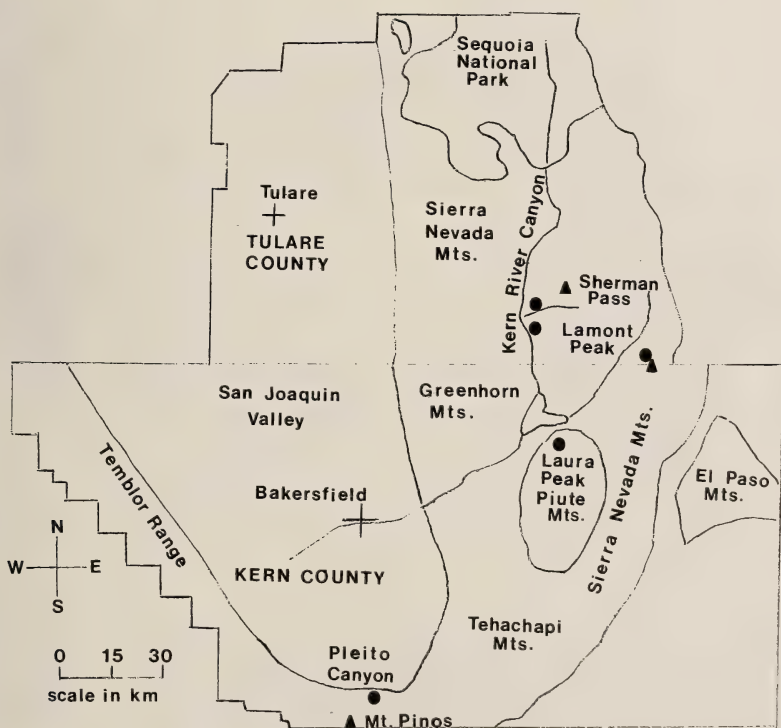 Sequoia
National
Park
Tulare
TULARE
COUNTY
Sierra
Nevada
Mts.
Kern River Canyon
Sherman
Pass
Lamont
Peak
San Joaquin
Valley
Greenhorn
Mts.
Temblor Range
Laura
Peak
Piute
Mts.
Sierra Nevada Mts.
El Paso
Mts.
Bakersfield
N
W E
S
KERN COUNTY
Tehachapi
Mts.
Pleito
Canyon
0 15 30
scale in km
Mt. Pinos